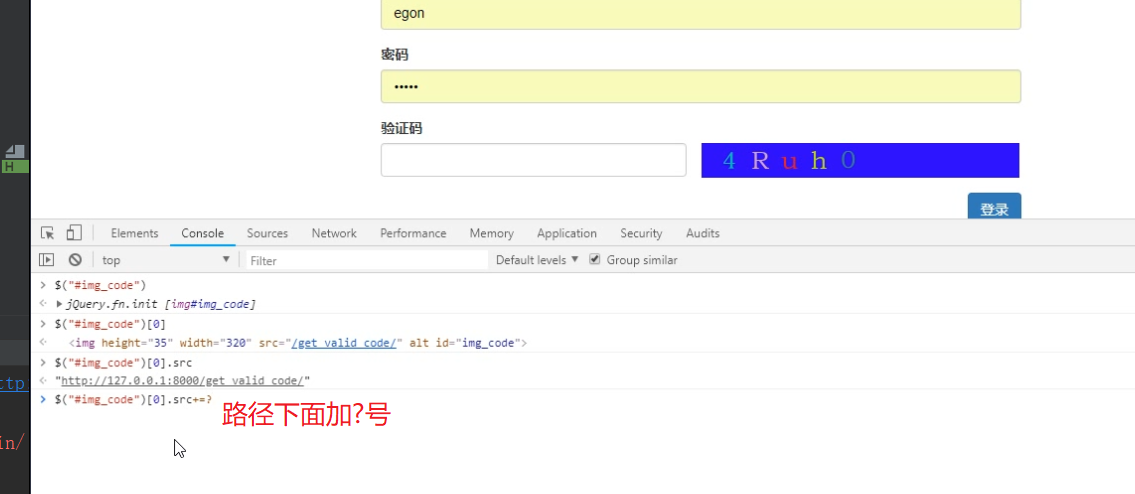 egon
密码
•••••
验证码
4 R u h 0
登录
H
Elements Console Sources Network Performance Memory Application Security Audits
top Filter Default levels Group similar
> $("#img_code")
jQuery.fn.init [img#img_code]
> $("#img_code")[0]
<img height="35" width="320" src="/get_valid_code/" alt id="img_code">
> $("#img_code")[0].src
"http://127.0.0.1:8000/get_valid_code/"
ttp
> $("#img_code")[0].src+=?
路径下面加?号
in/